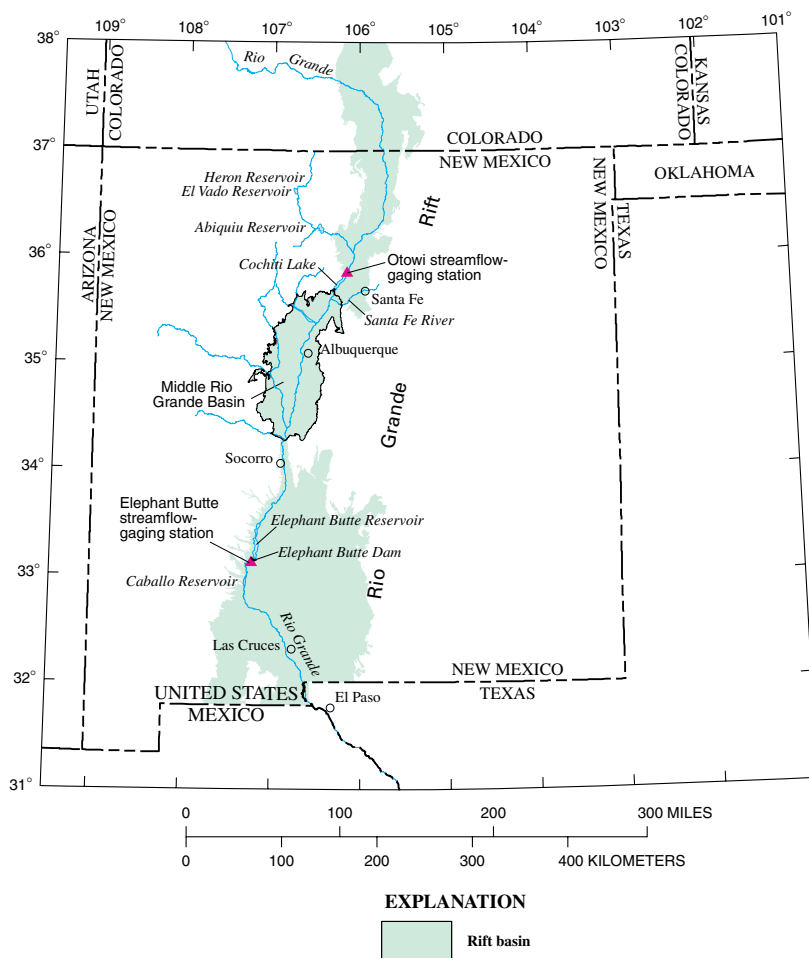 109° 108° 107° 106° 105° 104° 103° 102° 101°
38°
Rio Grande
UTAH
COLORADO
COLORADO
KANSAS
37°
COLORADO
NEW MEXICO
NEW MEXICO
TEXAS
OKLAHOMA
Heron Reservoir
El Vado Reservoir
Rift
Abiquiu Reservoir
ARIZONA
NEW MEXICO
36°
Cochiti Lake
Otowi streamflow-
gaging station
Santa Fe
Santa Fe River
35°
Albuquerque
Middle Rio
Grande Basin
Grande
34°
Socorro
Elephant Butte
streamflow-
gaging station
Elephant Butte Reservoir
Elephant Butte Dam
33°
Caballo Reservoir
Rio
Rio Grande
Las Cruces
32°
NEW MEXICO
TEXAS
UNITED STATES
MEXICO
El Paso
31°
0 100 200 300 MILES
0 100 200 300 400 KILOMETERS
EXPLANATION
Rift basin